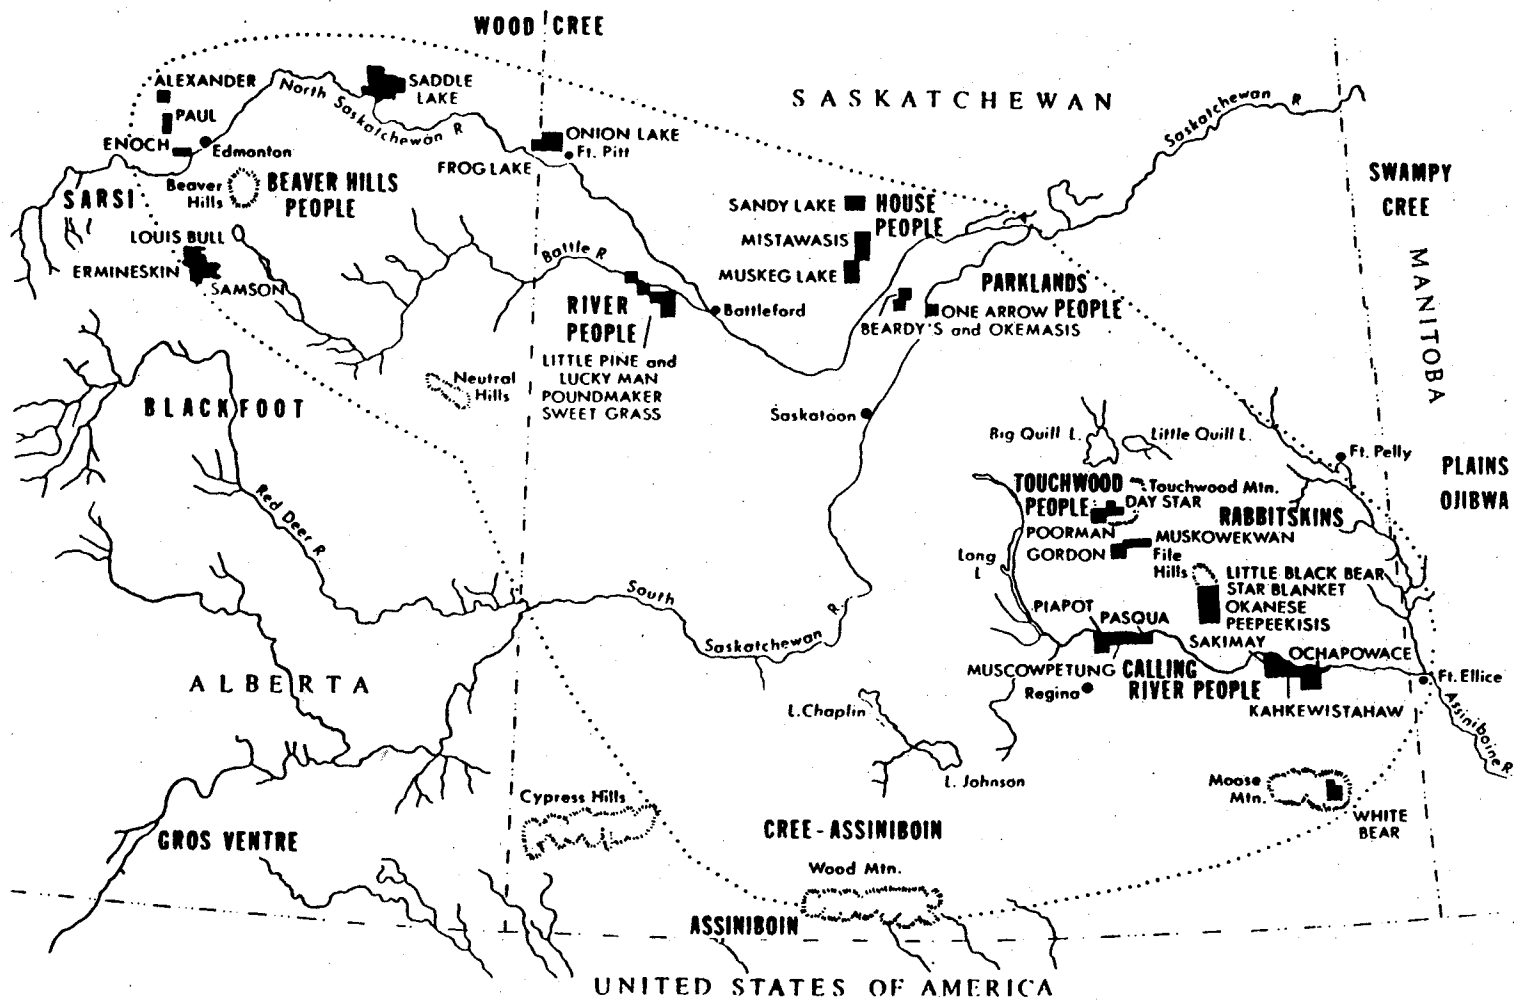 WOOD CREE
SASKATCHEWAN
ALEXANDER
PAUL
ENOCH
Edmonton
North Saskatchewan R
SADDLE
LAKE
ONION LAKE
Ft. Pitt
FROG LAKE
Saskatchewan R
SWAMPY
CREE
MANITOBA
SARSI
Beaver
Hills
BEAVER HILLS
PEOPLE
LOUIS BULL
ERMINESKIN
SAMSON
Battle R
SANDY LAKE
HOUSE
PEOPLE
MISTAWASIS
MUSKEG LAKE
PARKLANDS
PEOPLE
ONE ARROW
BEARDY'S and OKEMASIS
RIVER
PEOPLE
Battleford
LITTLE PINE and
LUCKY MAN
POUNDMAKER
SWEET GRASS
Neutral
Hills
BLACKFOOT
Saskatoon
Big Quill L.
Little Quill L.
Ft. Pelly
PLAINS
OJIBWA
Red Deer R
TOUCHWOOD
PEOPLE
Touchwood Mtn.
DAY STAR
RABBITSKINS
POORMAN
GORDON
MUSKOWEKWAN
File
Hills
Long
L
LITTLE BLACK BEAR
STAR BLANKET
OKANESE
PEEPEEKISIS
South
Saskatchewan R
PIAPOT
PASQUA
SAKIMAY
OCHAPOWACE
MUSCOWPETUNG
CALLING
RIVER PEOPLE
Regina
KAHKEWISTAHAW
Ft. Ellice
Assiniboine R
ALBERTA
L. Chaplin
L. Johnson
Moose
Mtn.
WHITE
BEAR
Cypress Hills
GROS VENTRE
CREE-ASSINIBOIN
Wood Mtn.
ASSINIBOIN
UNITED STATES OF AMERICA